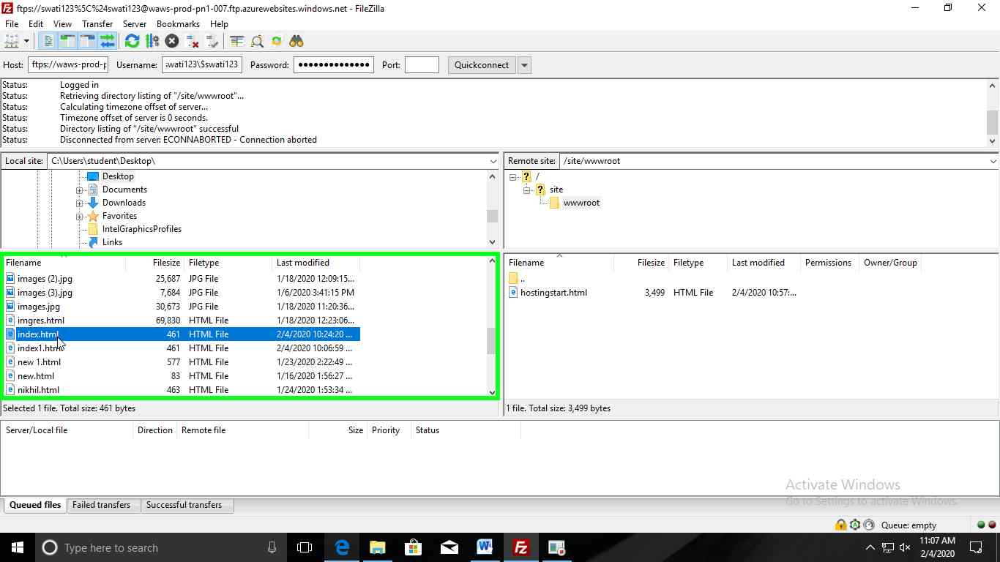 ftps://swati123%5C%24swati123@waws-prod-pn1-007.ftp.azurewebsites.windows.net - FileZilla
File Edit View Transfer Server Bookmarks Help
Host: ftps://waws-prod-p Username: swati123\$swati123 Password: •••••••••••••• Port: Quickconnect
Status: Logged in
Status: Retrieving directory listing of "/site/wwwroot"...
Status: Calculating timezone offset of server...
Status: Timezone offset of server is 0 seconds.
Status: Directory listing of "/site/wwwroot" successful
Status: Disconnected from server: ECONNABORTED - Connection aborted
Local site: C:\Users\student\Desktop\
Desktop
Documents
Downloads
Favorites
IntelGraphicsProfiles
Links
Remote site: /site/wwwroot
/
site
wwwroot
Filename Filesize Filetype Last modified
images (2).jpg 25,687 JPG File 1/18/2020 12:09:15...
images (3).jpg 7,684 JPG File 1/6/2020 3:41:15 PM
images.jpg 30,673 JPG File 1/18/2020 11:20:36...
imgres.html 69,830 HTML File 1/18/2020 12:23:06...
index.html 461 HTML File 2/4/2020 10:24:20 ...
index1.html 461 HTML File 2/4/2020 10:06:59 ...
new 1.html 577 HTML File 1/23/2020 2:22:49 ...
new.html 83 HTML File 1/16/2020 1:56:27 ...
nikhil.html 463 HTML File 1/24/2020 1:53:34 ...
Selected 1 file. Total size: 461 bytes
Filename Filesize Filetype Last modified Permissions Owner/Group
..
hostingstart.html 3,499 HTML File 2/4/2020 10:57:...
1 file. Total size: 3,499 bytes
Server/Local file Direction Remote file Size Priority Status
Activate Windows
Go to Settings to activate Windows.
Queued files Failed transfers Successful transfers
Queue: empty
Type here to search
11:07 AM
2/4/2020